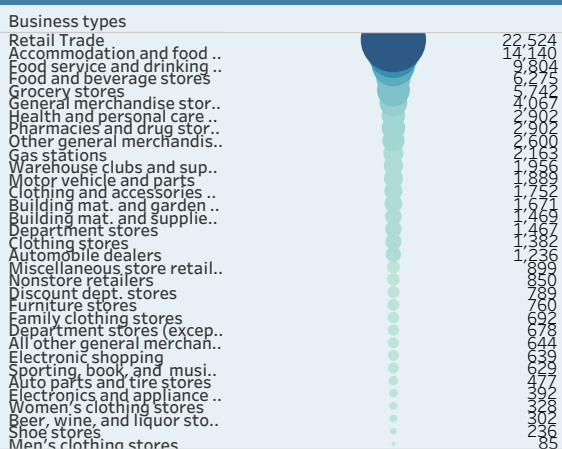 Business types
Retail Trade 22,524
Accommodation and food .. 14,140
Food service and drinking .. 9,804
Food and beverage stores 6,275
Grocery stores 5,742
General merchandise stor.. 4,067
Health and personal care .. 2,902
Pharmacies and drug stor.. 2,902
Other general merchandis.. 2,600
Gas stations 2,163
Warehouse clubs and sup.. 1,956
Motor vehicle and parts 1,889
Clothing and accessories .. 1,752
Building mat. and garden .. 1,671
Building mat. and supplie.. 1,469
Department stores 1,467
Clothing stores 1,382
Automobile dealers 1,236
Miscellaneous store retail.. 899
Nonstore retailers 850
Discount dept. stores 789
Furniture stores 760
Family clothing stores 692
Department stores (excep.. 678
All other general merchan.. 644
Electronic shopping 639
Sporting, book, and musi.. 629
Auto parts and tire stores 477
Electronics and appliance .. 392
Women's clothing stores 328
Beer, wine, and liquor sto.. 302
Shoe stores 236
Men's clothing stores 85